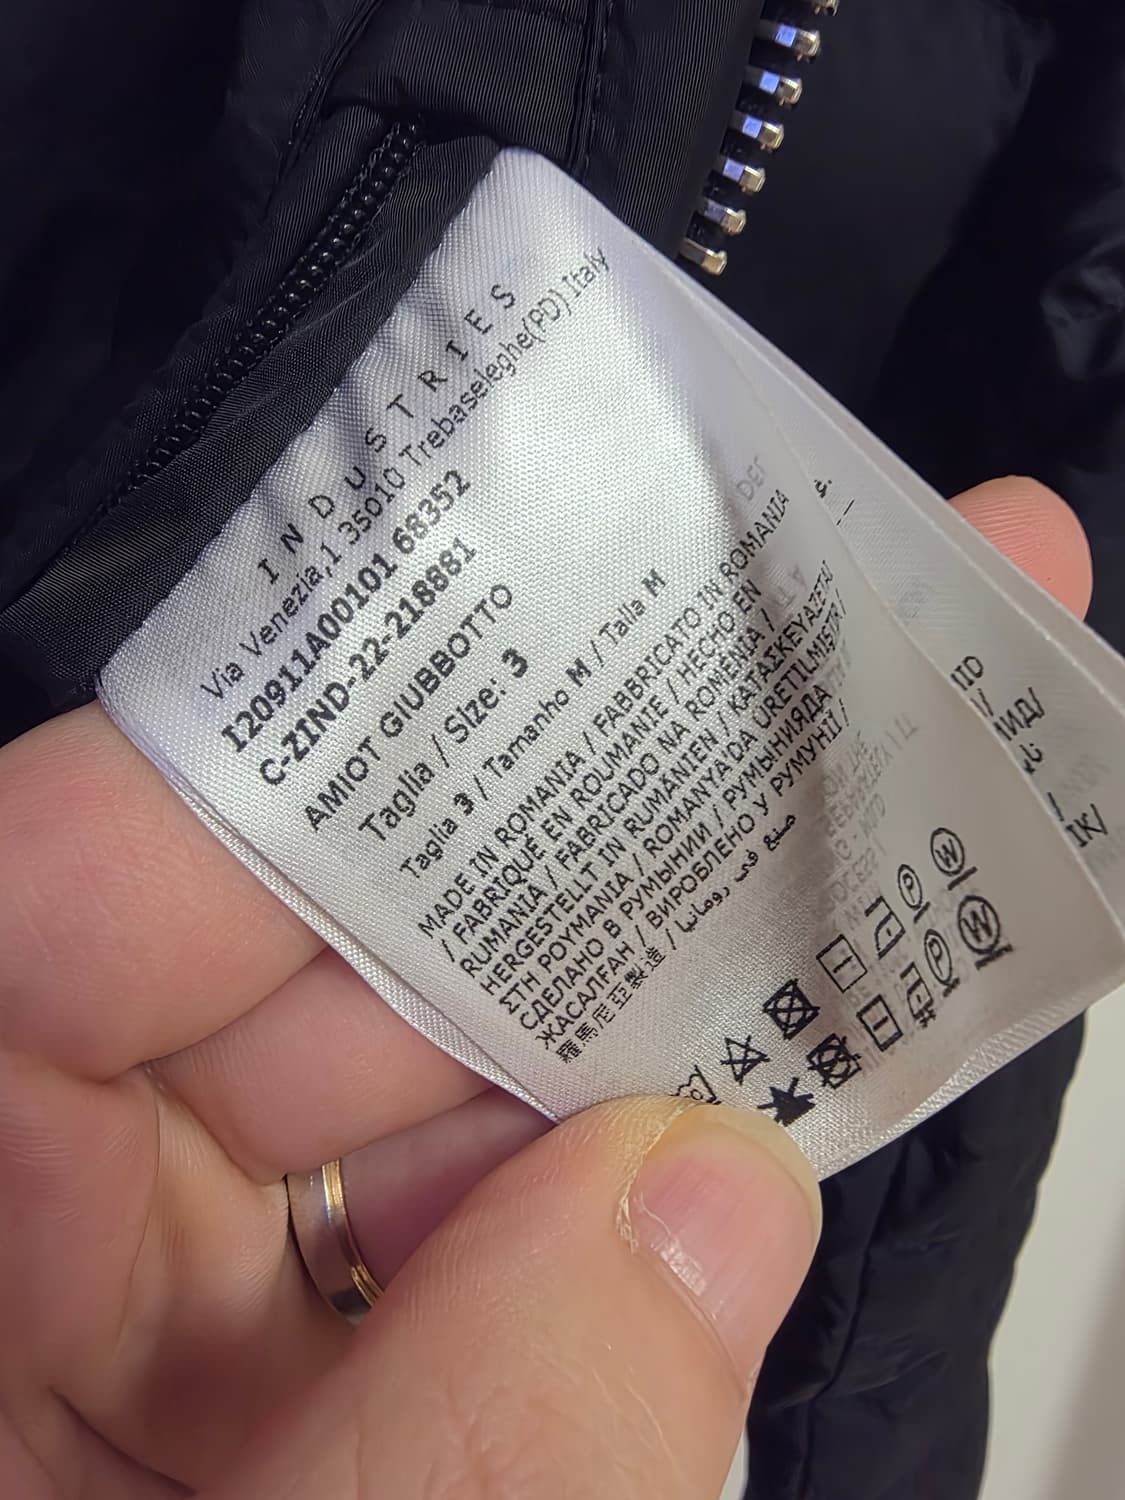 INDUSTRIES
Via Venezia,1 35010 Trebaseleghe(PD)Italy
I20911A00101 68352
C-ZIND-22-218881
AMIOT GIUBBOTTO
Taglia / Size: 3
Taglia 3 / Tamanho M / Talla M
MADE IN ROMANIA / FABBRICATO IN ROMANIA
/ FABRIQUE EN ROUMANIE / HECHO EN
RUMANIA / FABRICADO NA ROMÉNIA /
HERGESTELLT IN RUMÄNIEN / ΚΑΤΑΣΚΕΥΑΖΕΤΑΙ
ΣΤΗ ΡΟΥΜΑΝΙΑ / ROMANYA'DA ÜRETILMIŞTIR /
СДЕЛАНО В РУМЫНИИ / РУМЫНИЯДА
ЖАСАЛҒАН / ВИРОБЛЕНО У РУМУНІЇ /
羅馬尼亞製造 / صنع في رومانيا
P W
P W